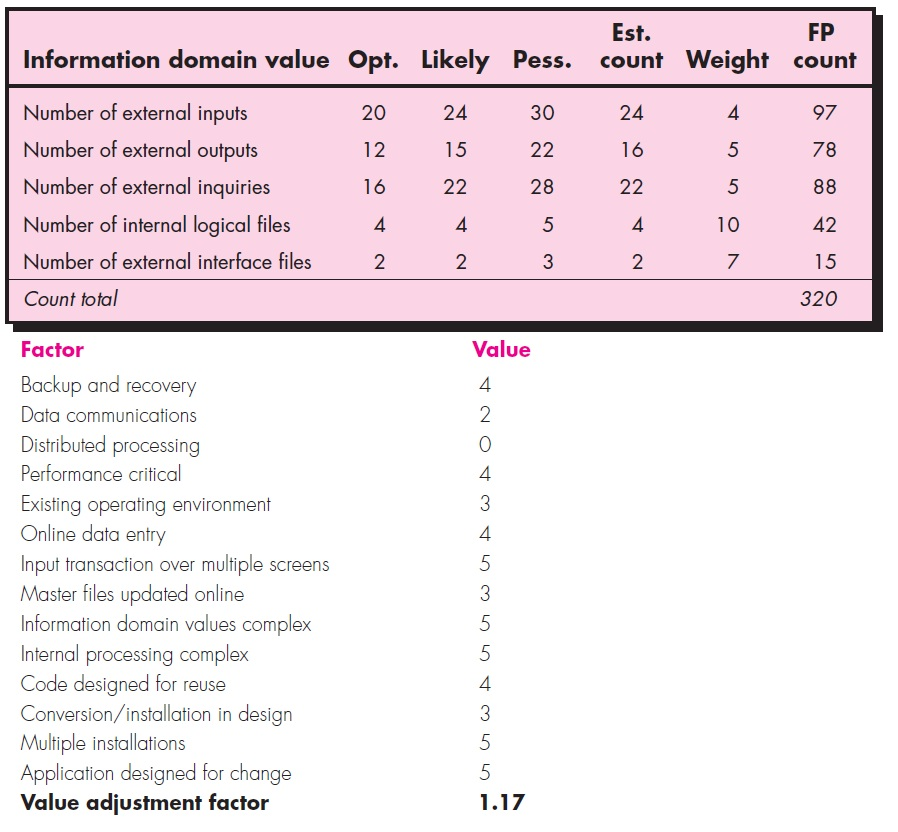 Est. FP
Information domain value Opt. Likely Pess. count Weight count
Number of external inputs 20 24 30 24 4 97
Number of external outputs 12 15 22 16 5 78
Number of external inquiries 16 22 28 22 5 88
Number of internal logical files 4 4 5 4 10 42
Number of external interface files 2 2 3 2 7 15
Count total 320
Factor Value
Backup and recovery 4
Data communications 2
Distributed processing 0
Performance critical 4
Existing operating environment 3
Online data entry 4
Input transaction over multiple screens 5
Master files updated online 3
Information domain values complex 5
Internal processing complex 5
Code designed for reuse 4
Conversion/installation in design 3
Multiple installations 5
Application designed for change 5
Value adjustment factor 1.17